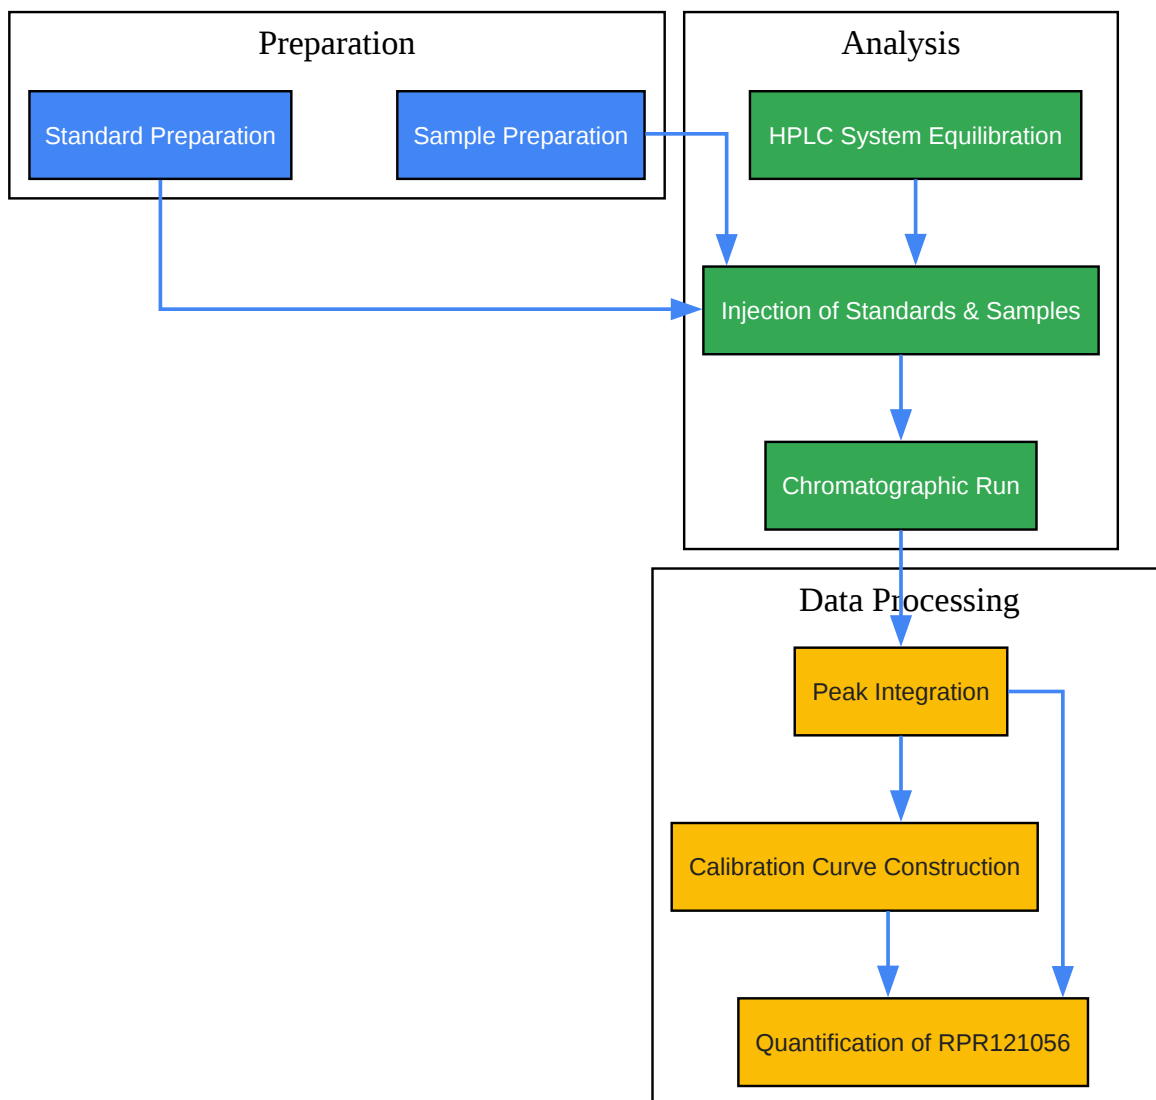 Preparation
Standard Preparation
Sample Preparation
Analysis
HPLC System Equilibration
Injection of Standards & Samples
Chromatographic Run
Data Processing
Peak Integration
Calibration Curve Construction
Quantification of RPR121056